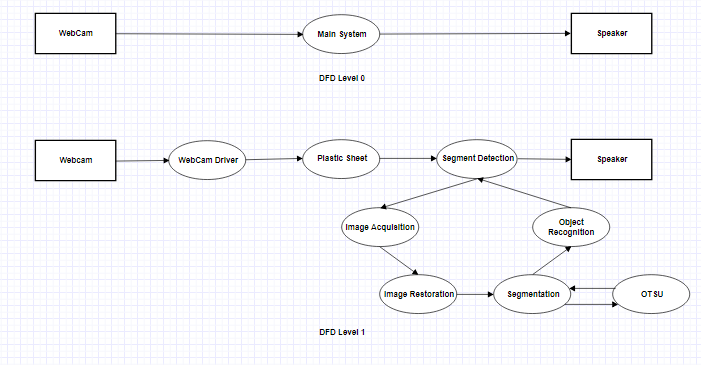 WebCam
Main System
Speaker
DFD Level 0
Webcam
WebCam Driver
Plastic Sheet
Segment Detection
Speaker
Image Acquisition
Object
Recognition
Image Restoration
Segmentation
OTSU
DFD Level 1